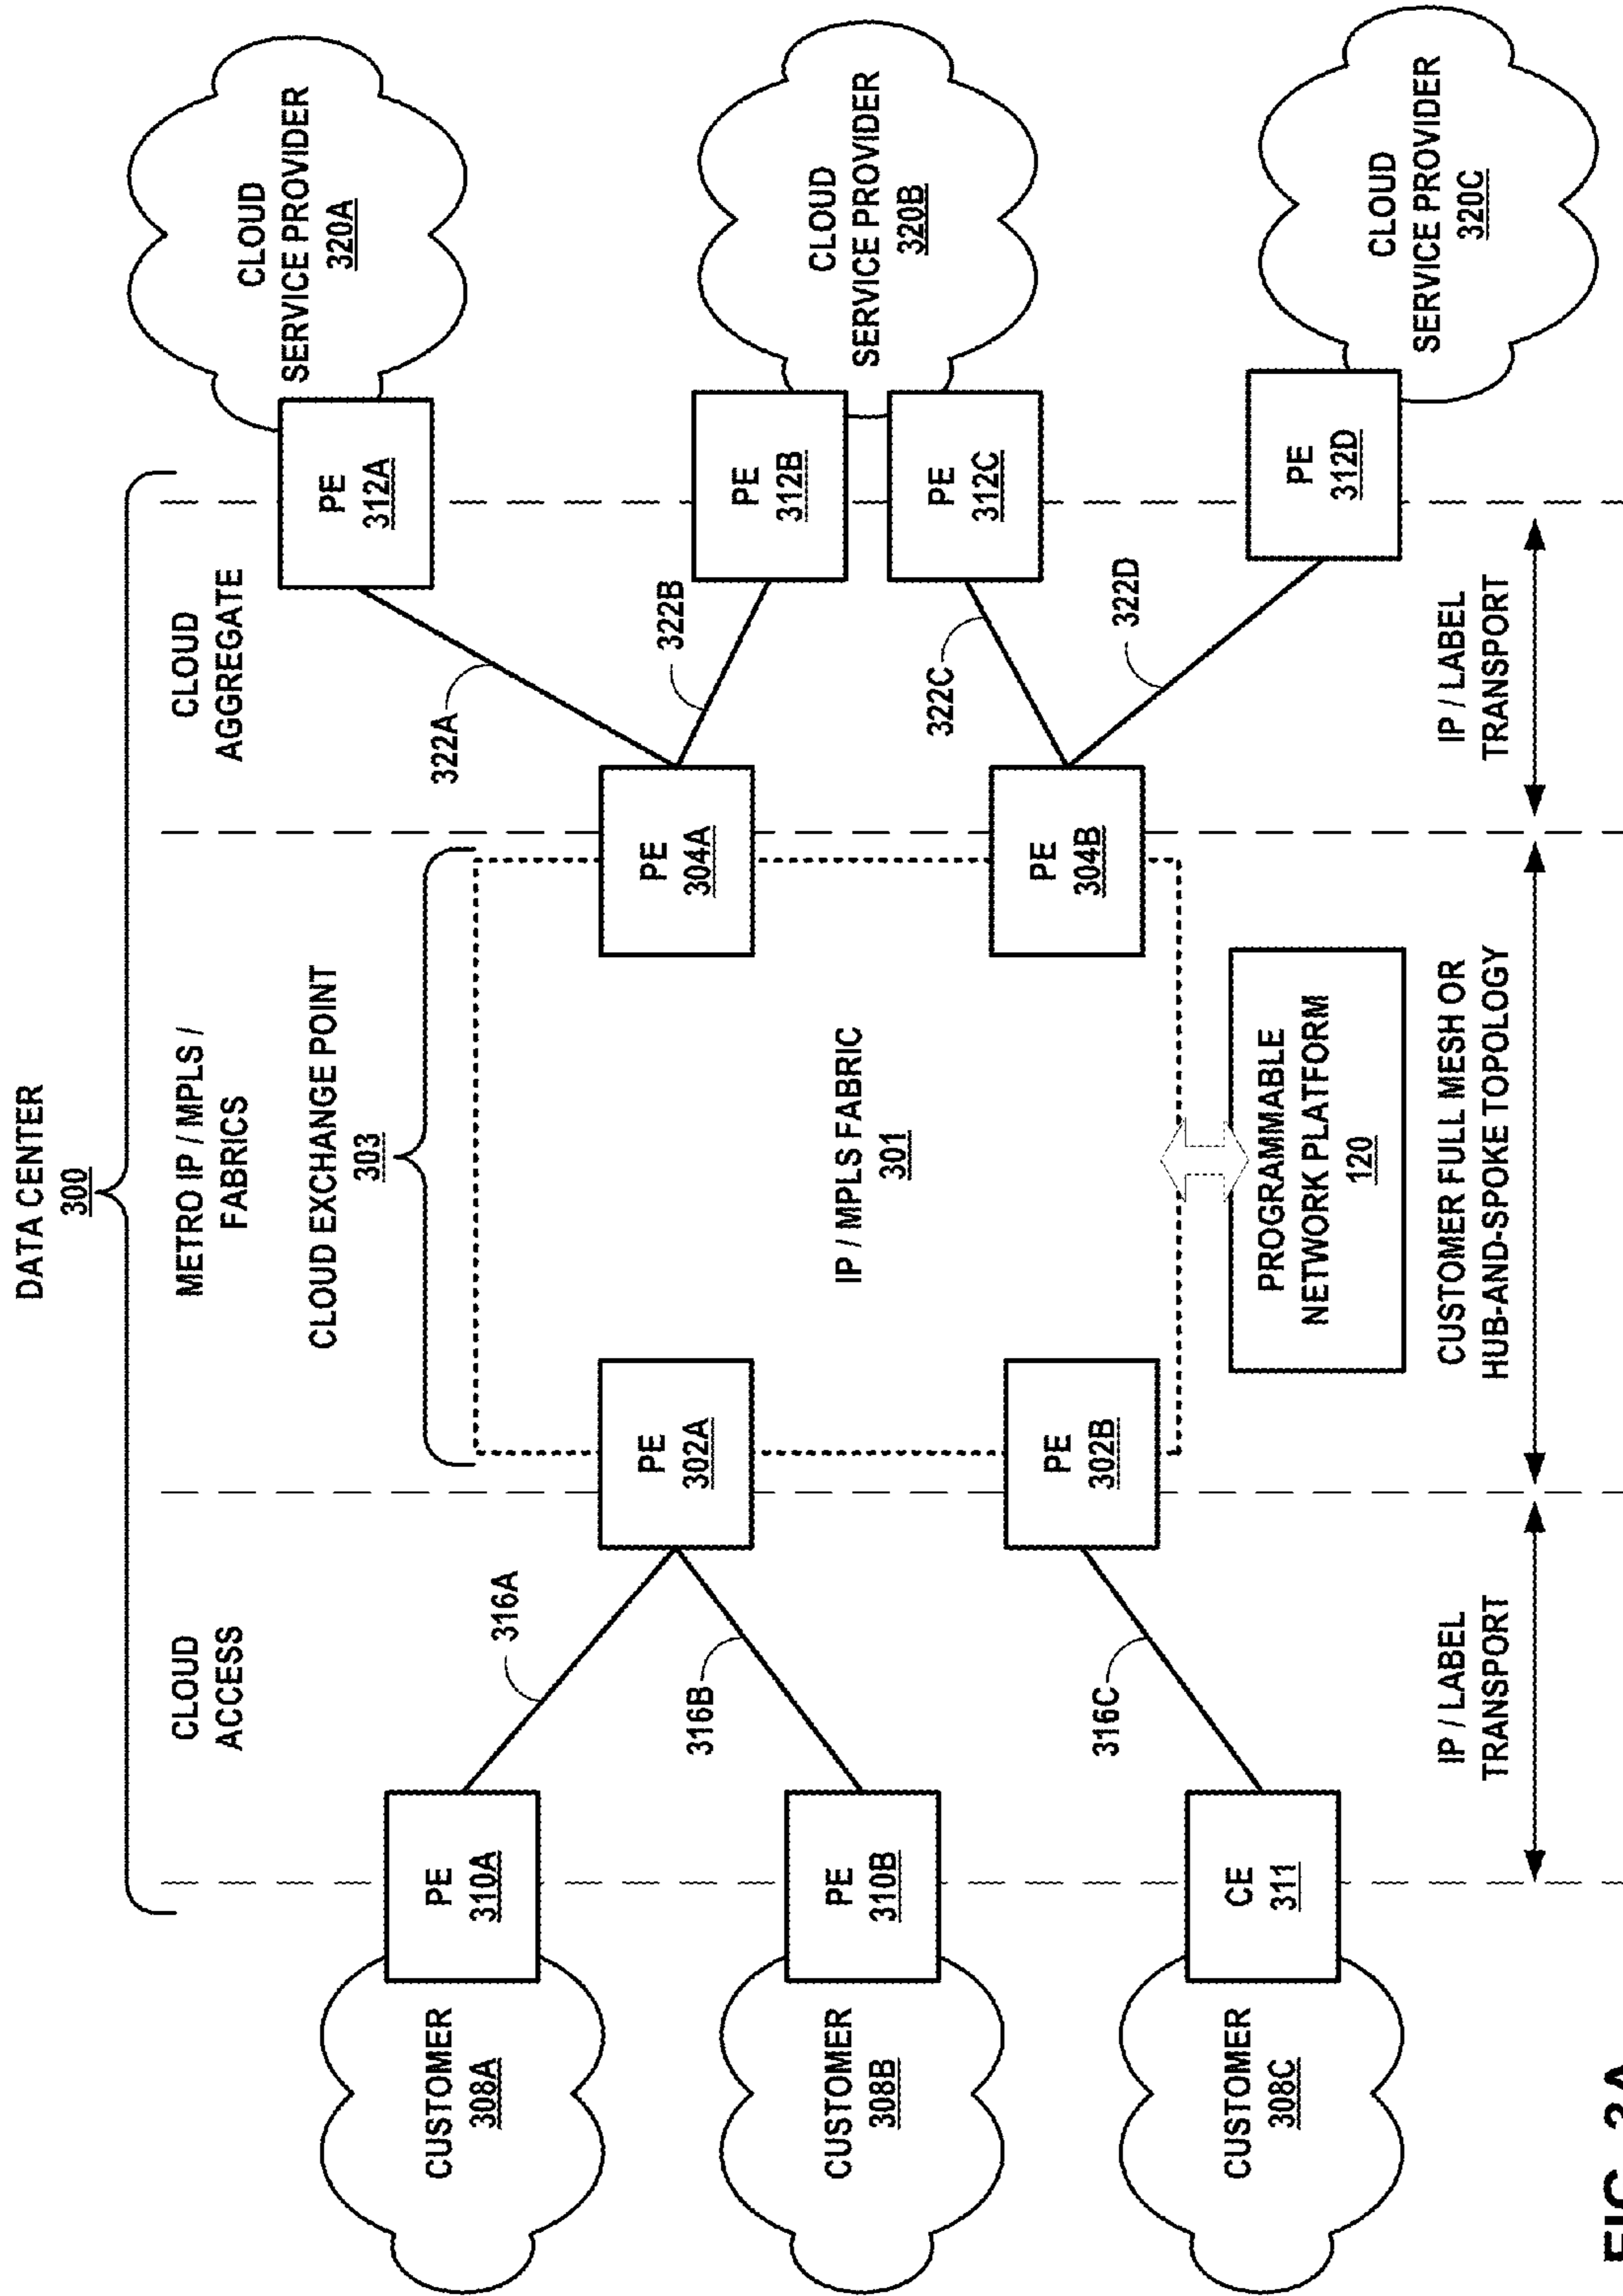 DATA CENTER
300
CLOUD
ACCESS
METRO IP / MPLS /
FABRICS
CLOUD
AGGREGATE
CLOUD EXCHANGE POINT
303
CUSTOMER
308A
PE
310A
316A
PE
302A
PE
304A
322A
PE
312A
CLOUD
SERVICE PROVIDER
320A
CUSTOMER
308B
PE
310B
316B
IP / MPLS FABRIC
301
322B
PE
312B
CLOUD
SERVICE PROVIDER
320B
322C
PE
312C
CUSTOMER
308C
CE
311
316C
PE
302B
PE
304B
322D
PE
312D
CLOUD
SERVICE PROVIDER
320C
PROGRAMMABLE
NETWORK PLATFORM
120
IP / LABEL
TRANSPORT
CUSTOMER FULL MESH OR
HUB-AND-SPOKE TOPOLOGY
IP / LABEL
TRANSPORT
FIG. 3A